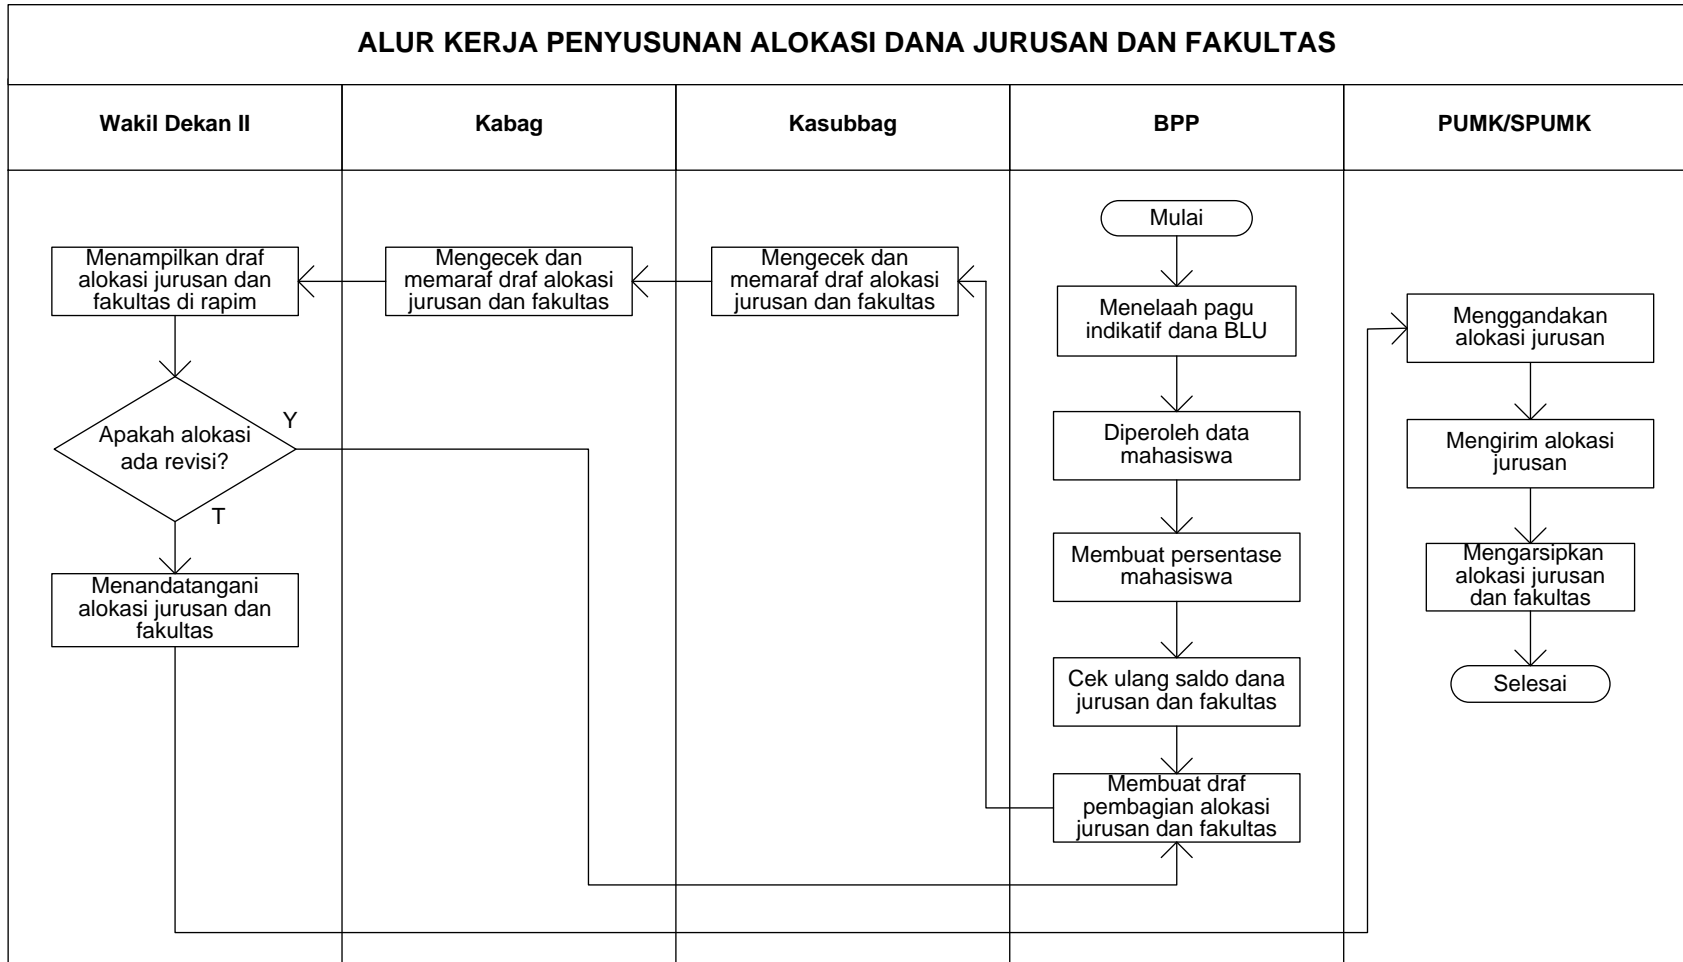 ALUR KERJA PENYUSUNAN ALOKASI DANA JURUSAN DAN FAKULTAS
Wakil Dekan II
Kabag
Kasubbag
BPP
PUMK/SPUMK
Menampilkan draf
alokasi jurusan dan
fakultas di rapim
Apakah alokasi
ada revisi?
Y
T
Menandatangani
alokasi jurusan dan
fakultas
Mengecek dan
memaraf draf alokasi
jurusan dan fakultas
Mengecek dan
memaraf draf alokasi
jurusan dan fakultas
Mulai
Menelaah pagu
indikatif dana BLU
Diperoleh data
mahasiswa
Membuat persentase
mahasiswa
Cek ulang saldo dana
jurusan dan fakultas
Membuat draf
pembagian alokasi
jurusan dan fakultas
Menggandakan
alokasi jurusan
Mengirim alokasi
jurusan
Mengarsipkan
alokasi jurusan
dan fakultas
Selesai